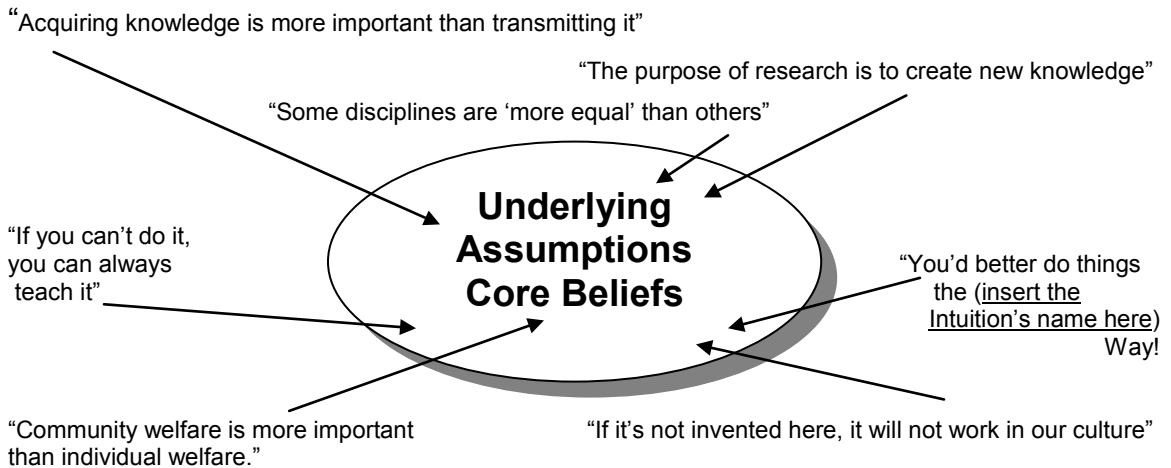 “Acquiring knowledge is more important than transmitting it”
“The purpose of research is to create new knowledge”
“Some disciplines are ‘more equal’ than others”
Underlying
Assumptions
Core Beliefs
“If you can’t do it,
you can always
teach it”
“You’d better do things
the (insert the
Intuition’s name here)
Way!
“Community welfare is more important
than individual welfare.”
“If it’s not invented here, it will not work in our culture”